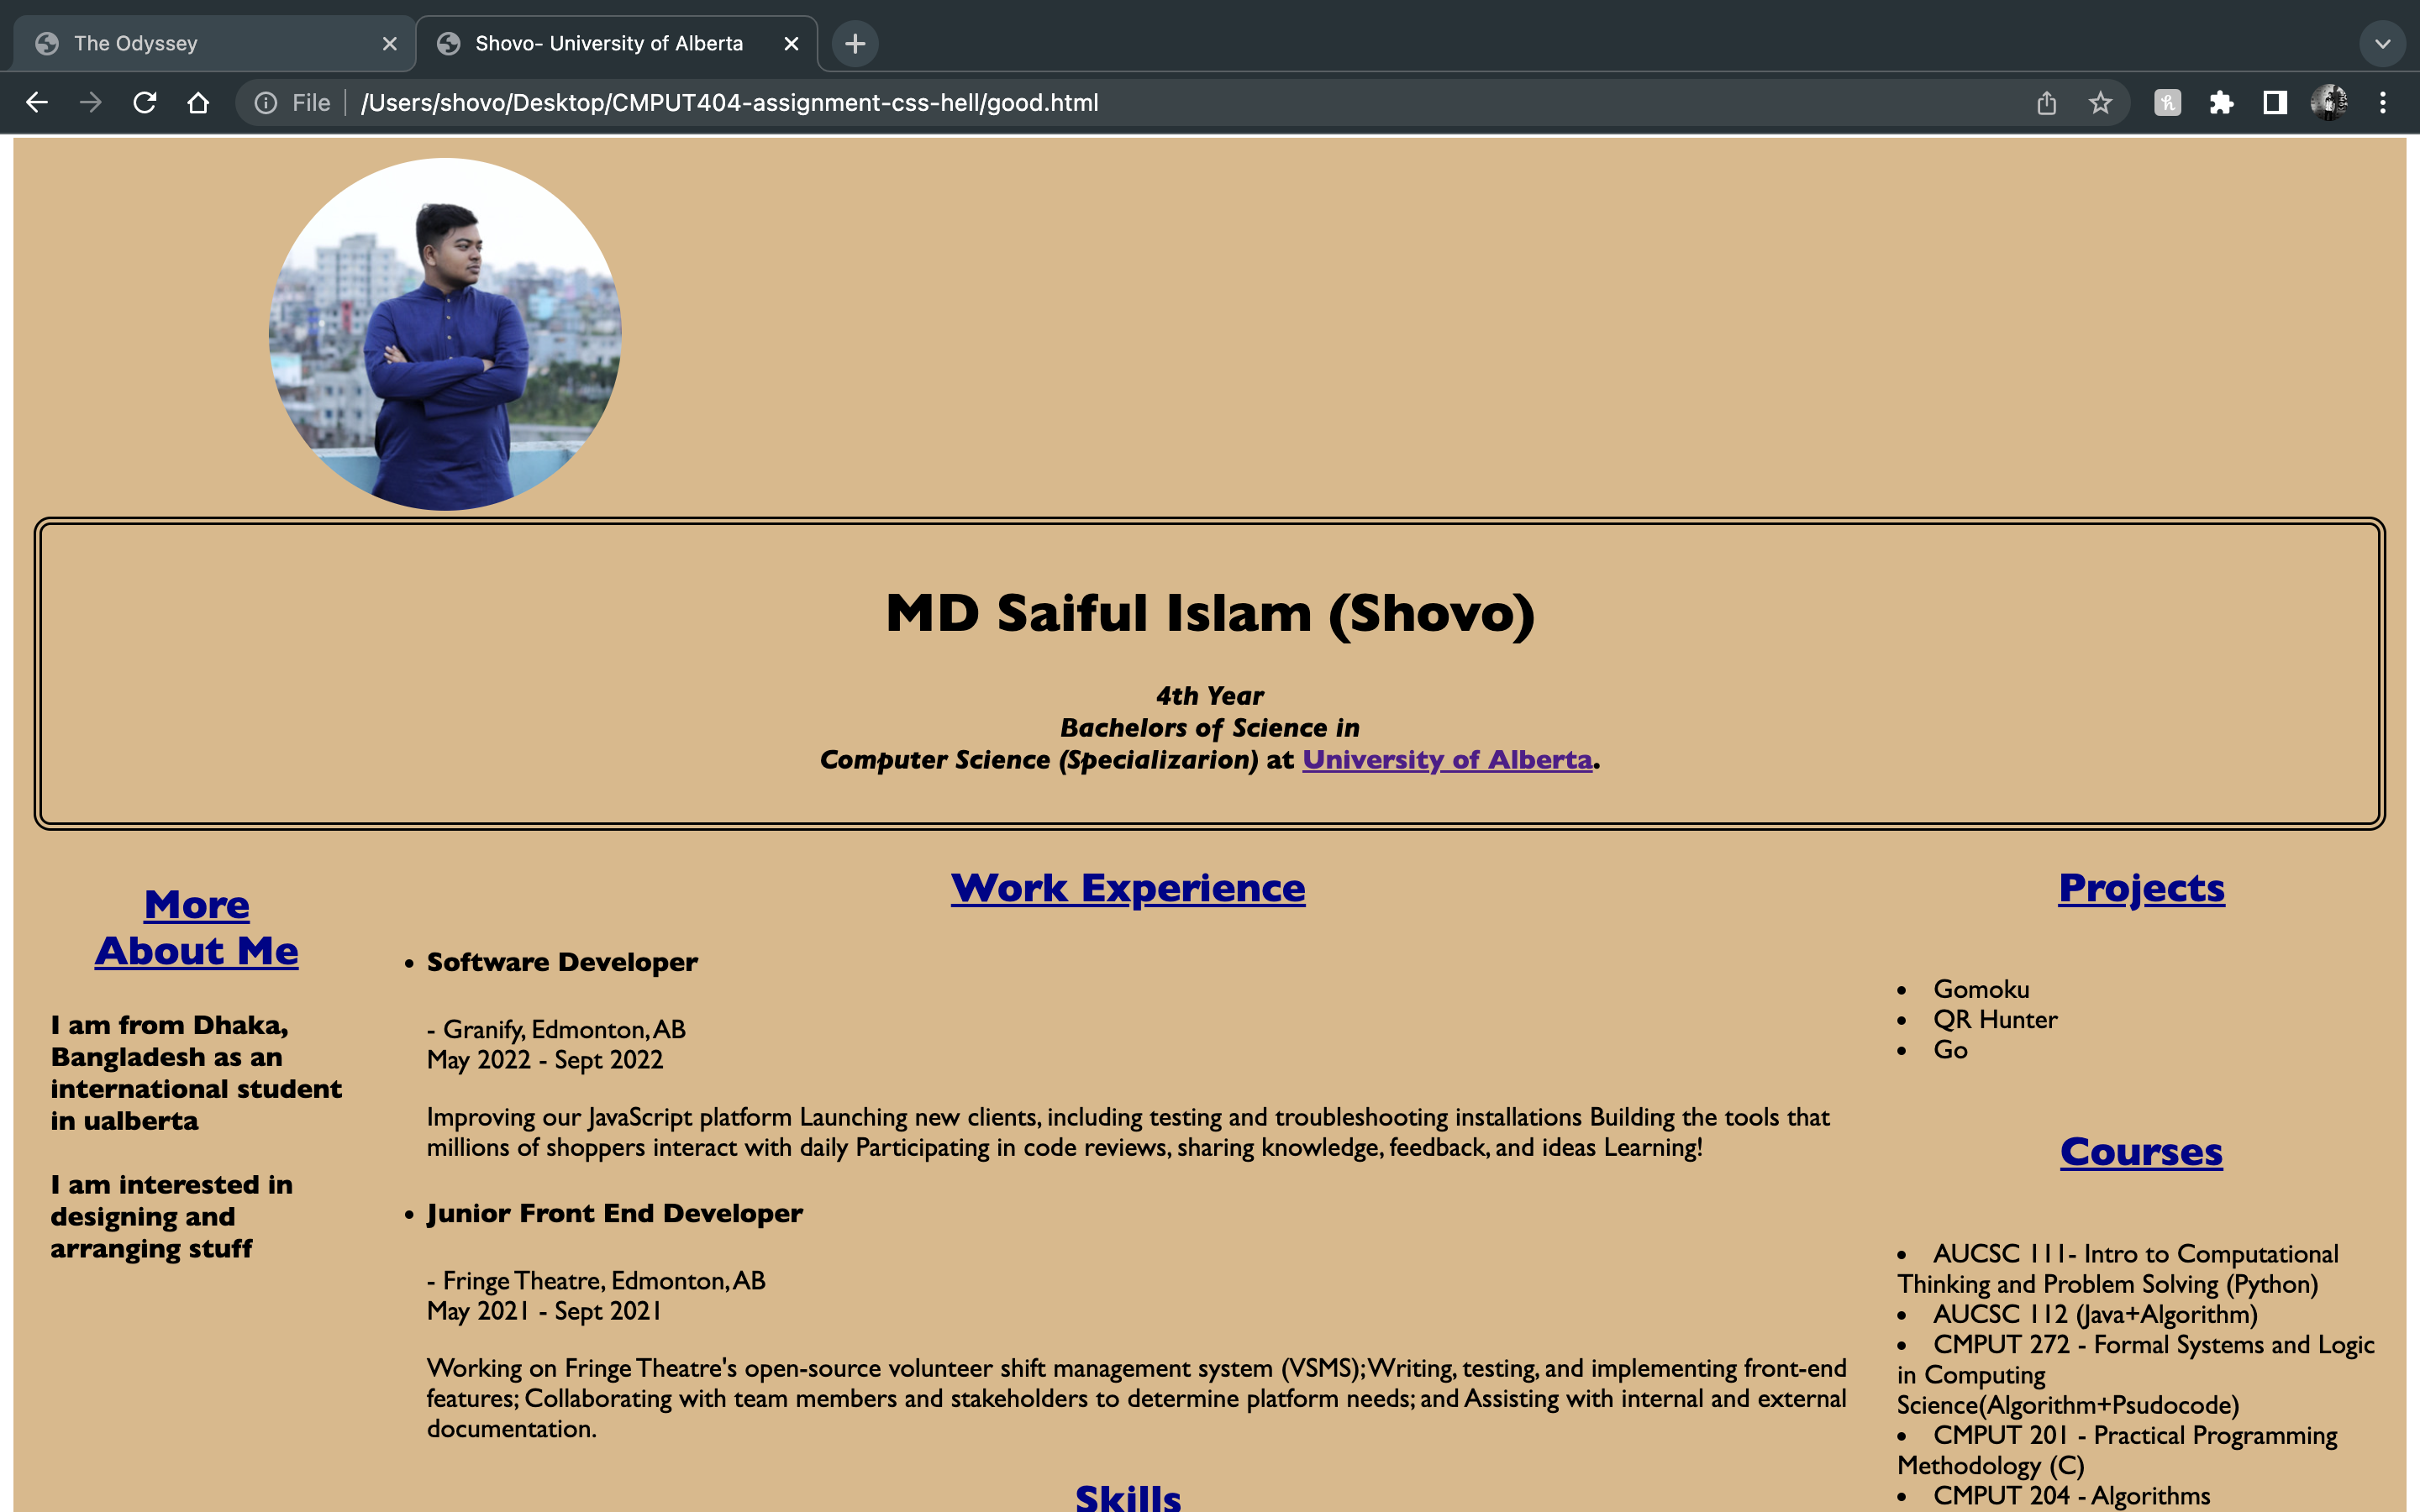 The Odyssey
Shovo- University of Alberta
File
/Users/shovo/Desktop/CMPUT404-assignment-css-hell/good.html
MD Saiful Islam (Shovo)
4th Year
Bachelors of Science in
Computer Science (Specializarion) at University of Alberta.
More
About Me
I am from Dhaka,
Bangladesh as an
international student
in ualberta
I am interested in
designing and
arranging stuff
Work Experience
• Software Developer
- Granify, Edmonton, AB
May 2022 - Sept 2022
Improving our JavaScript platform Launching new clients, including testing and troubleshooting installations Building the tools that
millions of shoppers interact with daily Participating in code reviews, sharing knowledge, feedback, and ideas Learning!
• Junior Front End Developer
- Fringe Theatre, Edmonton, AB
May 2021 - Sept 2021
Working on Fringe Theatre's open-source volunteer shift management system (VSMS); Writing, testing, and implementing front-end
features; Collaborating with team members and stakeholders to determine platform needs; and Assisting with internal and external
documentation.
Skills
Projects
• Gomoku
• QR Hunter
• Go
Courses
• AUCSC 111- Intro to Computational
Thinking and Problem Solving (Python)
• AUCSC 112 (Java+Algorithm)
• CMPUT 272 - Formal Systems and Logic
in Computing
Science(Algorithm+Psudocode)
• CMPUT 201 - Practical Programming
Methodology (C)
• CMPUT 204 - Algorithms